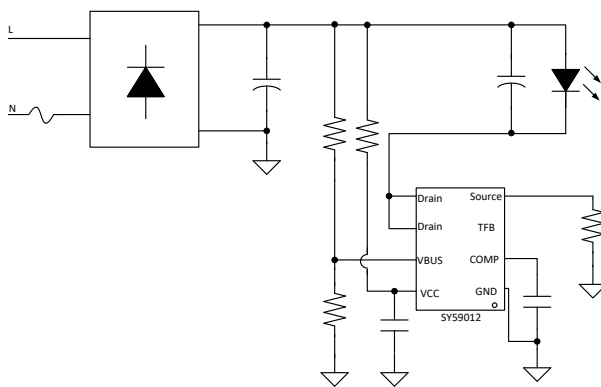 L
N
Drain
Source
Drain
TFB
VBUS
COMP
VCC
GND
SY59012